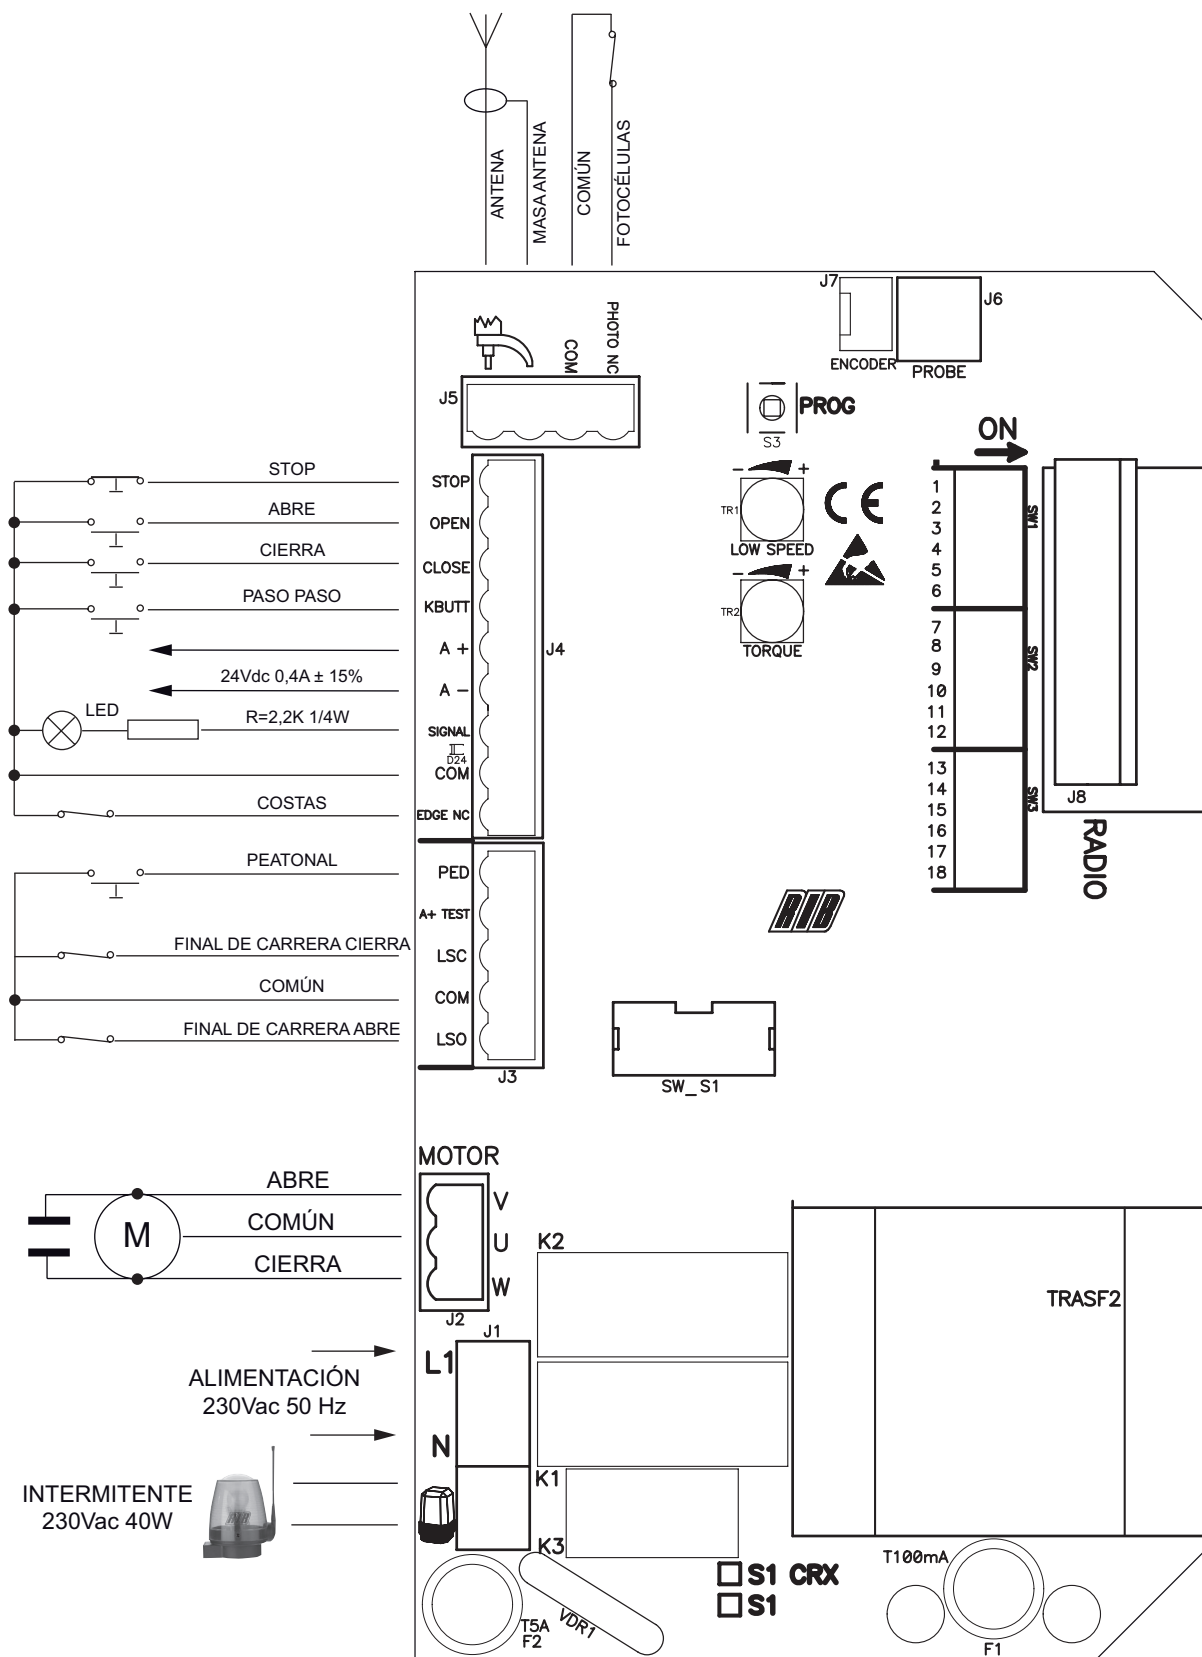 ANTENA
MASA ANTENA
COMÚN
FOTOCÉLULAS
J7
J6
ENCODER
PROBE
COM
PHOTO NC
J5
PROG
S3
ON
- +
TR1
LOW SPEED
CE
- +
TR2
TORQUE
STOP
STOP
ABRE
OPEN
CIERRA
CLOSE
PASO PASO
KBUTT
A +
J4
24Vdc 0,4A ± 15%
A -
LED
R=2,2K 1/4W
SIGNAL
D24
COM
COSTAS
EDGE NC
1
2
3
4
5
6
SW1
7
8
9
10
11
12
SW2
13
14
15
16
17
18
SW3
J8
RADIO
PEATONAL
PED
A+ TEST
FINAL DE CARRERA CIERRA
LSC
COMÚN
COM
FINAL DE CARRERA ABRE
LSO
J3
RIB
SW_S1
MOTOR
ABRE
V
M
COMÚN
U
CIERRA
W
J2
K2
TRASF2
J1
L1
ALIMENTACIÓN
230Vac 50 Hz
N
INTERMITENTE
230Vac 40W
RIB
K1
K3
S1 CRX
S1
T5A
F2
VDR1
T100mA
F1